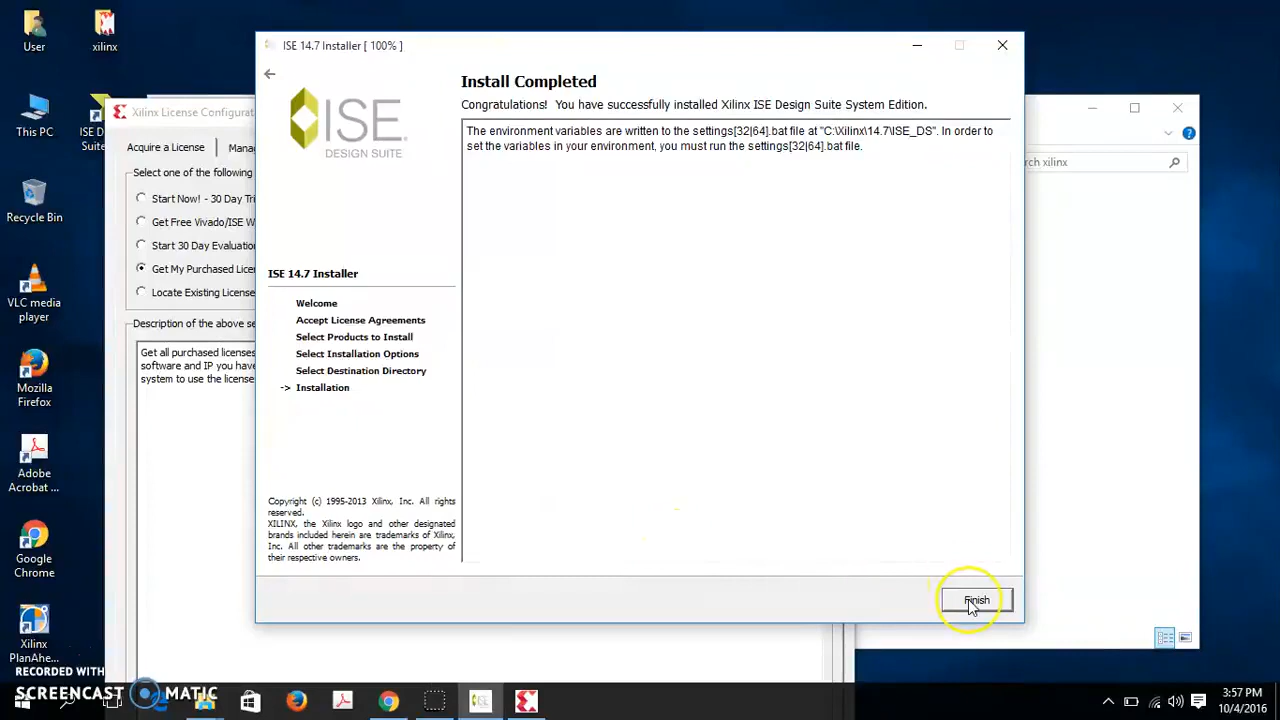 User
xilinx
This PC
ISE D
Suite
Recycle Bin
VLC media
player
Mozilla
Firefox
Adobe
Acrobat ...
Google
Chrome
Xilinx
PlanAhe...
Xilinx License Configurat
Acquire a License
Manag
Select one of the following
Start Now! - 30 Day Tri
Get Free Vivado/ISE W
Start 30 Day Evaluation
Get My Purchased Lice
Locate Existing License
Description of the above se
Get all purchased licenses
software and IP you have
system to use the license
ISE 14.7 Installer [ 100% ]
ISE
DESIGN SUITE
ISE 14.7 Installer
Welcome
Accept License Agreements
Select Products to Install
Select Installation Options
Select Destination Directory
-> Installation
Copyright (c) 1995-2013 Xilinx, Inc. All rights
reserved.
XILINX, the Xilinx logo and other designated
brands included herein are trademarks of Xilinx,
Inc. All other trademarks are the property of
their respective owners.
Install Completed
Congratulations! You have successfully installed Xilinx ISE Design Suite System Edition.
The environment variables are written to the settings[32|64].bat file at "C:\Xilinx\14.7\ISE_DS". In order to
set the variables in your environment, you must run the settings[32|64].bat file.
Finish
rch xilinx
RECORDED WITH
SCREENCAST MATIC
3:57 PM
10/4/2016